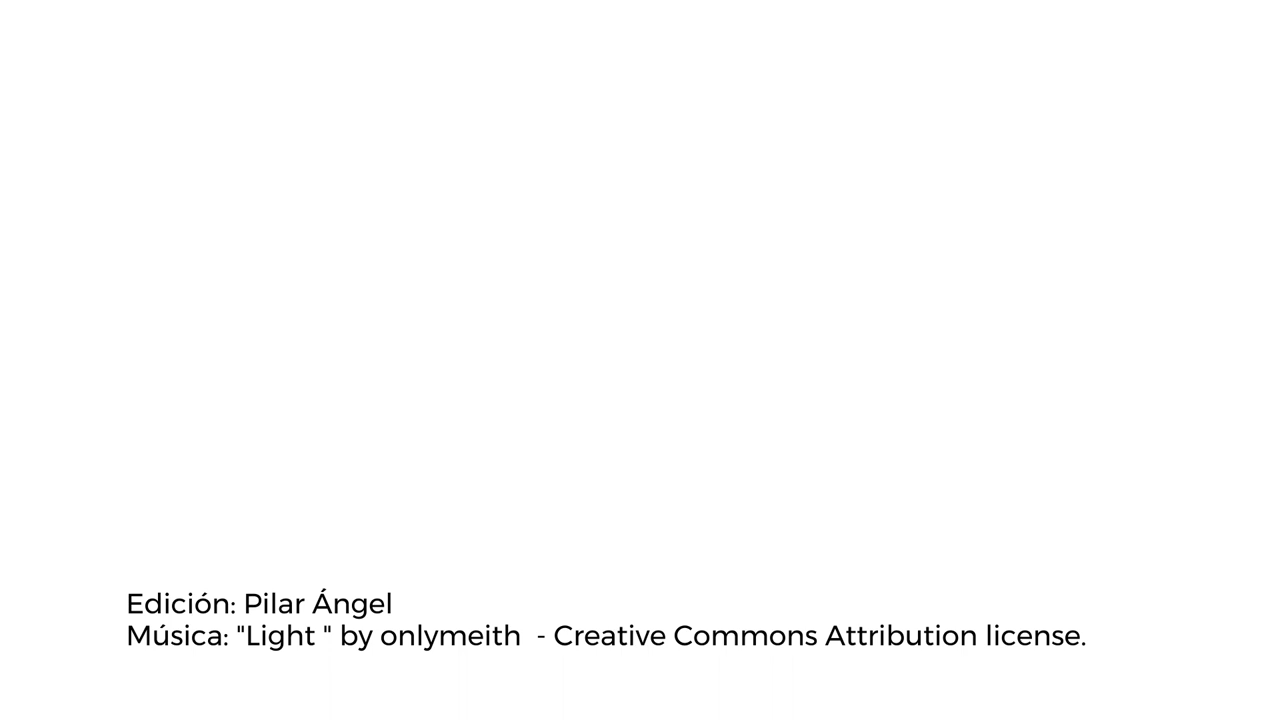 Edición: Pilar Ángel
Música: "Light " by onlymeith  - Creative Commons Attribution license.